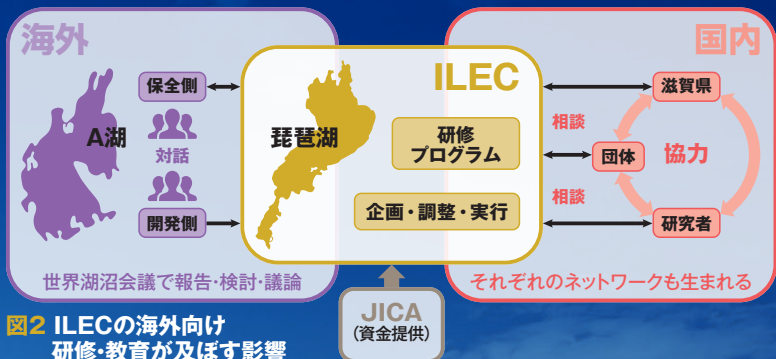 海外
A湖
保全側
対話
開発側
世界湖沼会議で報告・検討・議論
ILEC
琵琶湖
研修
プログラム
企画・調整・実行
国内
滋賀県
相談
団体
協力
相談
研究者
それぞれのネットワークも生まれる
JICA
(資金提供)
図2 ILECの海外向け
研修・教育が及ぼす影響